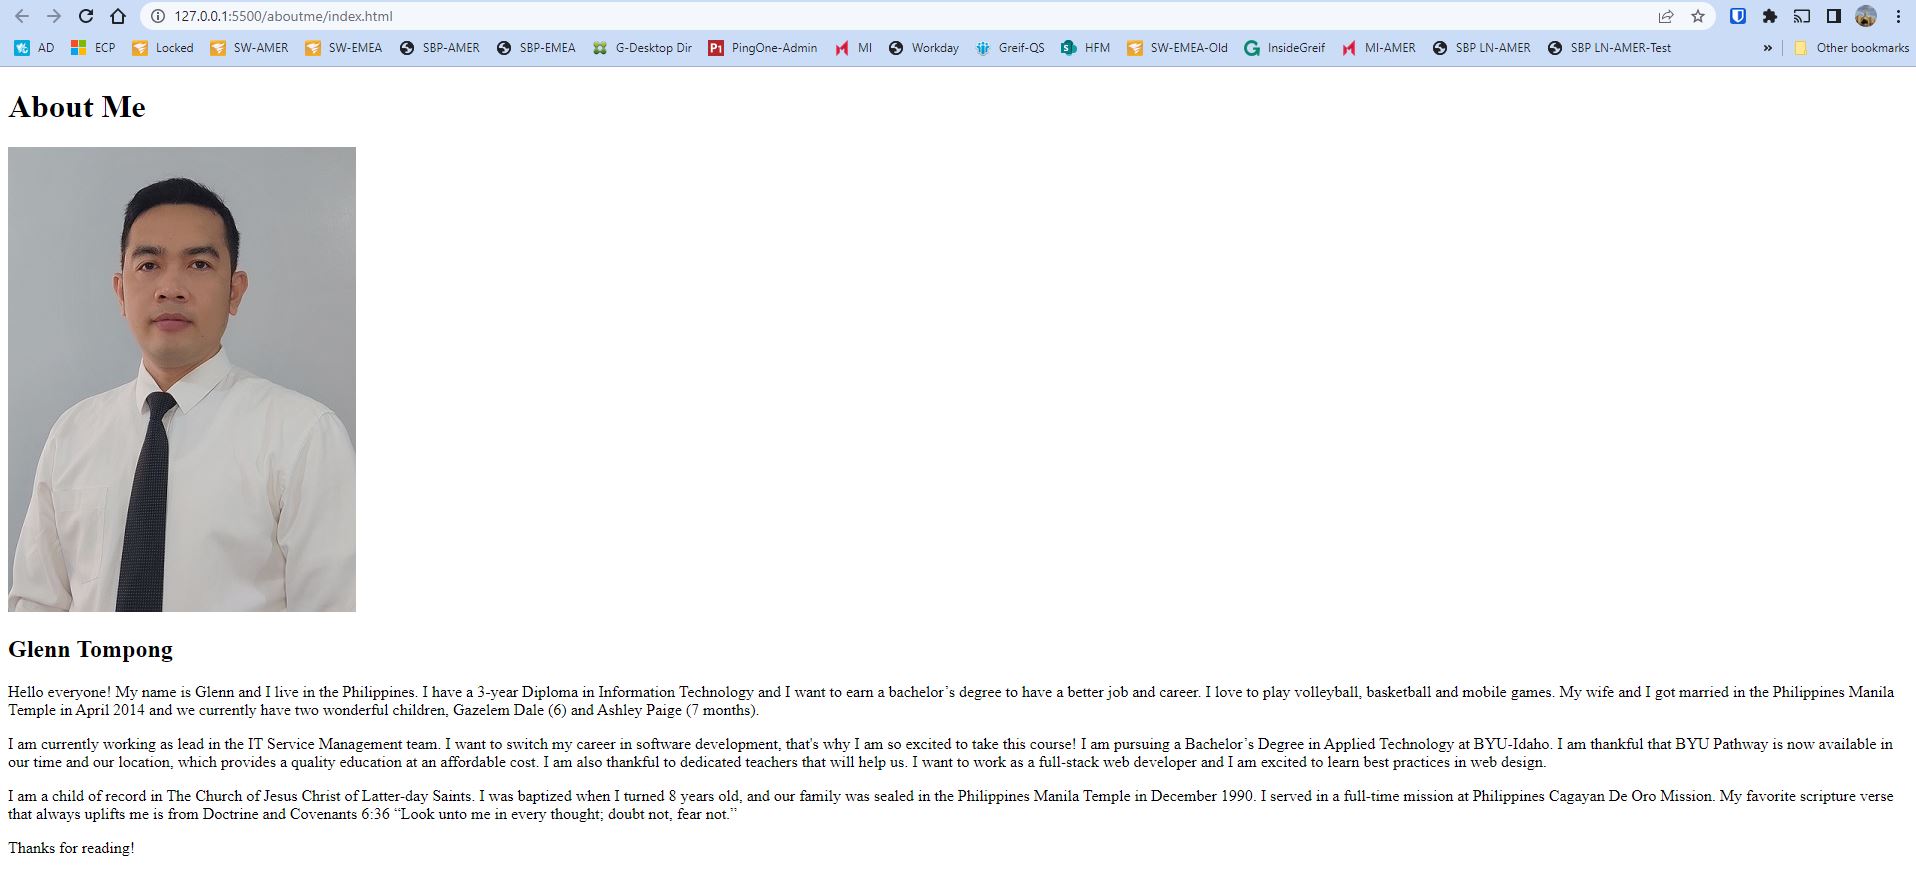 127.0.0.1:5500/aboutme/index.html
AD ECP Locked SW-AMER SW-EMEA SBP-AMER SBP-EMEA G-Desktop Dir P1 PingOne-Admin MI Workday Greif-QS HFM SW-EMEA-Old InsideGreif MI-AMER SBP LN-AMER SBP LN-AMER-Test » Other bookmarks
About Me
Glenn Tompong
Hello everyone! My name is Glenn and I live in the Philippines. I have a 3-year Diploma in Information Technology and I want to earn a bachelor’s degree to have a better job and career. I love to play volleyball, basketball and mobile games. My wife and I got married in the Philippines Manila
Temple in April 2014 and we currently have two wonderful children, Gazelem Dale (6) and Ashley Paige (7 months).
I am currently working as lead in the IT Service Management team. I want to switch my career in software development, that's why I am so excited to take this course! I am pursuing a Bachelor’s Degree in Applied Technology at BYU-Idaho. I am thankful that BYU Pathway is now available in
our time and our location, which provides a quality education at an affordable cost. I am also thankful to dedicated teachers that will help us. I want to work as a full-stack web developer and I am excited to learn best practices in web design.
I am a child of record in The Church of Jesus Christ of Latter-day Saints. I was baptized when I turned 8 years old, and our family was sealed in the Philippines Manila Temple in December 1990. I served in a full-time mission at Philippines Cagayan De Oro Mission. My favorite scripture verse
that always uplifts me is from Doctrine and Covenants 6:36 “Look unto me in every thought; doubt not, fear not.”
Thanks for reading!